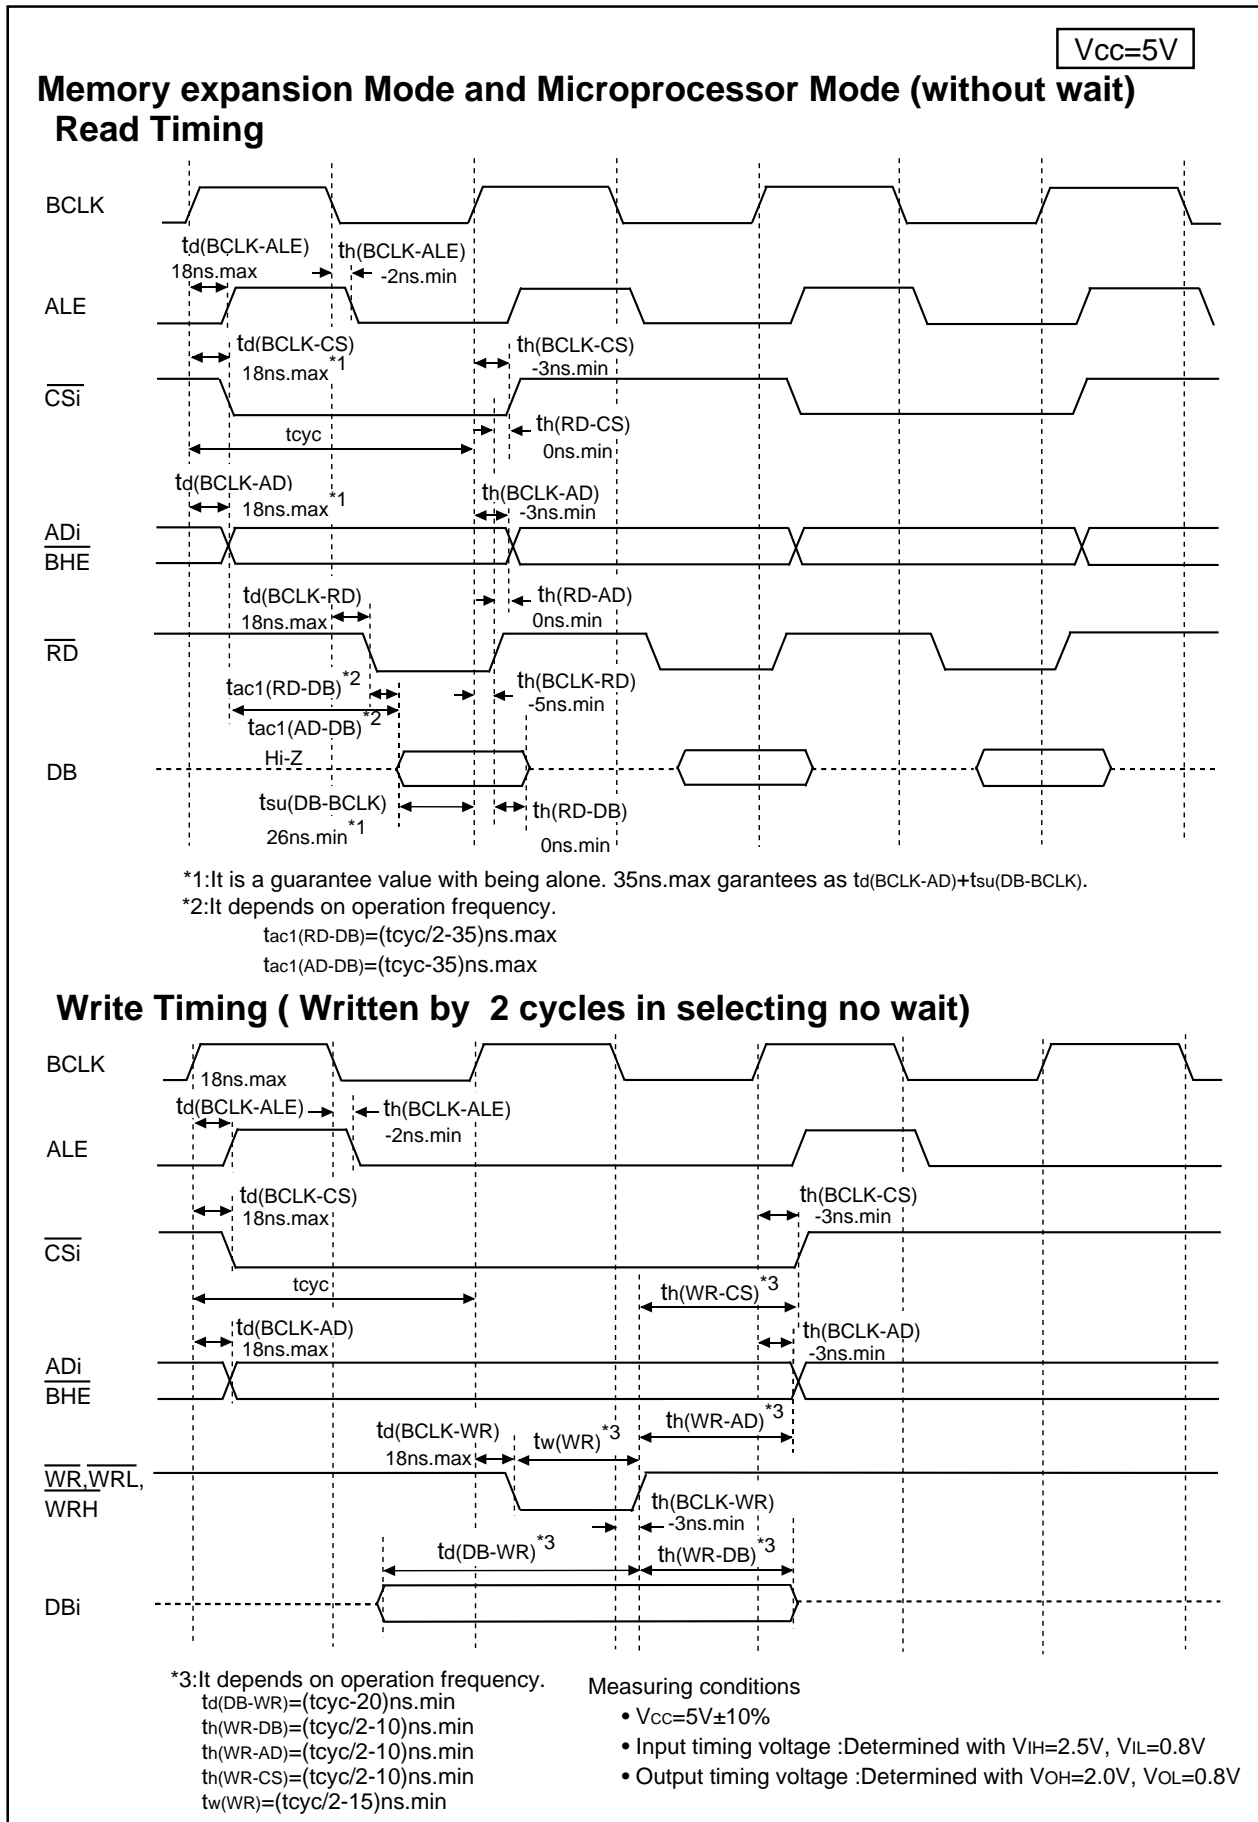 Vcc=5V
Memory expansion Mode and Microprocessor Mode (without wait)
Read Timing
BCLK
td(BCLK-ALE)
18ns.max
th(BCLK-ALE)
-2ns.min
ALE
td(BCLK-CS)
18ns.max*1
th(BCLK-CS)
-3ns.min
CSi
tcyc
th(RD-CS)
0ns.min
td(BCLK-AD)
18ns.max*1
th(BCLK-AD)
-3ns.min
ADi
BHE
td(BCLK-RD)
18ns.max
th(RD-AD)
0ns.min
RD
tac1(RD-DB)*2
th(BCLK-RD)
-5ns.min
tac1(AD-DB)*2
Hi-Z
DB
tsu(DB-BCLK)
26ns.min*1
th(RD-DB)
0ns.min
*1:It is a guarantee value with being alone. 35ns.max garantees as td(BCLK-AD)+tsu(DB-BCLK).
*2:It depends on operation frequency.
tac1(RD-DB)=(tcyc/2-35)ns.max
tac1(AD-DB)=(tcyc-35)ns.max
Write Timing ( Written by 2 cycles in selecting no wait)
BCLK
18ns.max
td(BCLK-ALE)
th(BCLK-ALE)
-2ns.min
ALE
td(BCLK-CS)
18ns.max
th(BCLK-CS)
-3ns.min
CSi
tcyc
th(WR-CS)*3
td(BCLK-AD)
18ns.max
th(BCLK-AD)
-3ns.min
ADi
BHE
td(BCLK-WR)
18ns.max
tw(WR)*3
th(WR-AD)*3
WR,WRL,
WRH
th(BCLK-WR)
-3ns.min
td(DB-WR)*3
th(WR-DB)*3
DBi
*3:It depends on operation frequency.
td(DB-WR)=(tcyc-20)ns.min
th(WR-DB)=(tcyc/2-10)ns.min
th(WR-AD)=(tcyc/2-10)ns.min
th(WR-CS)=(tcyc/2-10)ns.min
tw(WR)=(tcyc/2-15)ns.min
Measuring conditions
• VCC=5V±10%
• Input timing voltage :Determined with VIH=2.5V, VIL=0.8V
• Output timing voltage :Determined with VOH=2.0V, VOL=0.8V